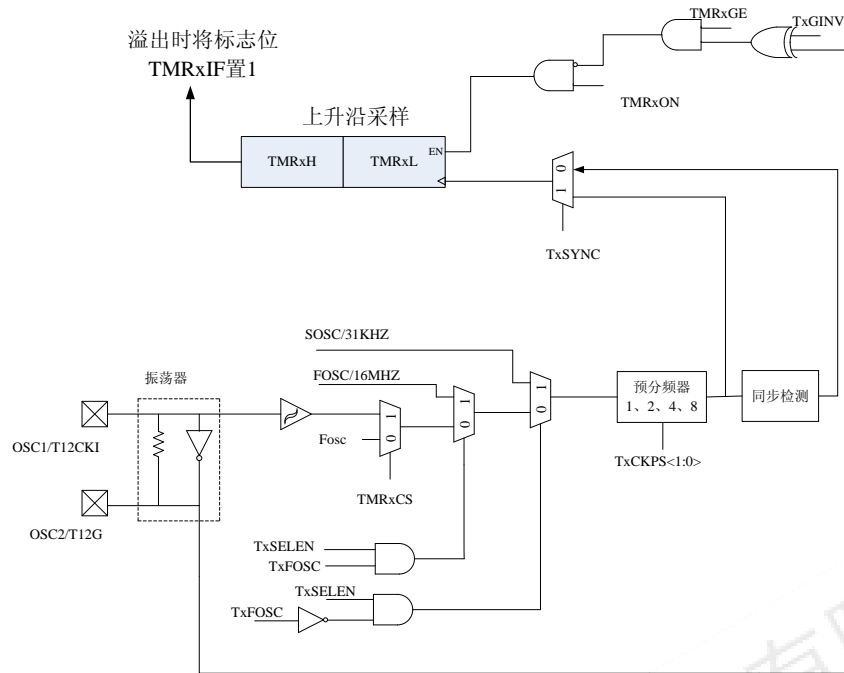 TMRxGE
TxGINV
溢出时将标志位
TMRxIF置1
TMRxON
上升沿采样
EN
TMRxH
TMRxL
1 0
TxSYNC
SOSC/31KHZ
FOSC/16MHZ
振荡器
预分频器
1、2、4、8
同步检测
0 1
0 1
0 1
OSC1/T12CKI
Fosc
TxCKPS<1:0>
TMRxCS
OSC2/T12G
TxSELEN
TxFOSC
TxSELEN
TxFOSC
有